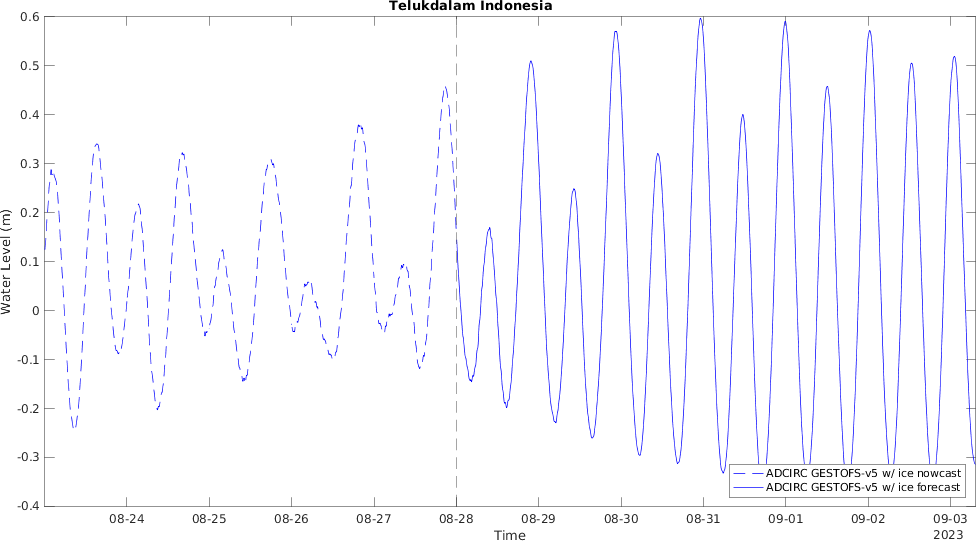 Telukdalam Indonesia
Water Level (m)
0.6
0.5
0.4
0.3
0.2
0.1
0
-0.1
-0.2
-0.3
-0.4
ADCIRC GESTOFS-v5 w/ ice nowcast
ADCIRC GESTOFS-v5 w/ ice forecast
08-24 08-25 08-26 08-27 08-28 08-29 08-30 08-31 09-01 09-02 09-03
Time
2023